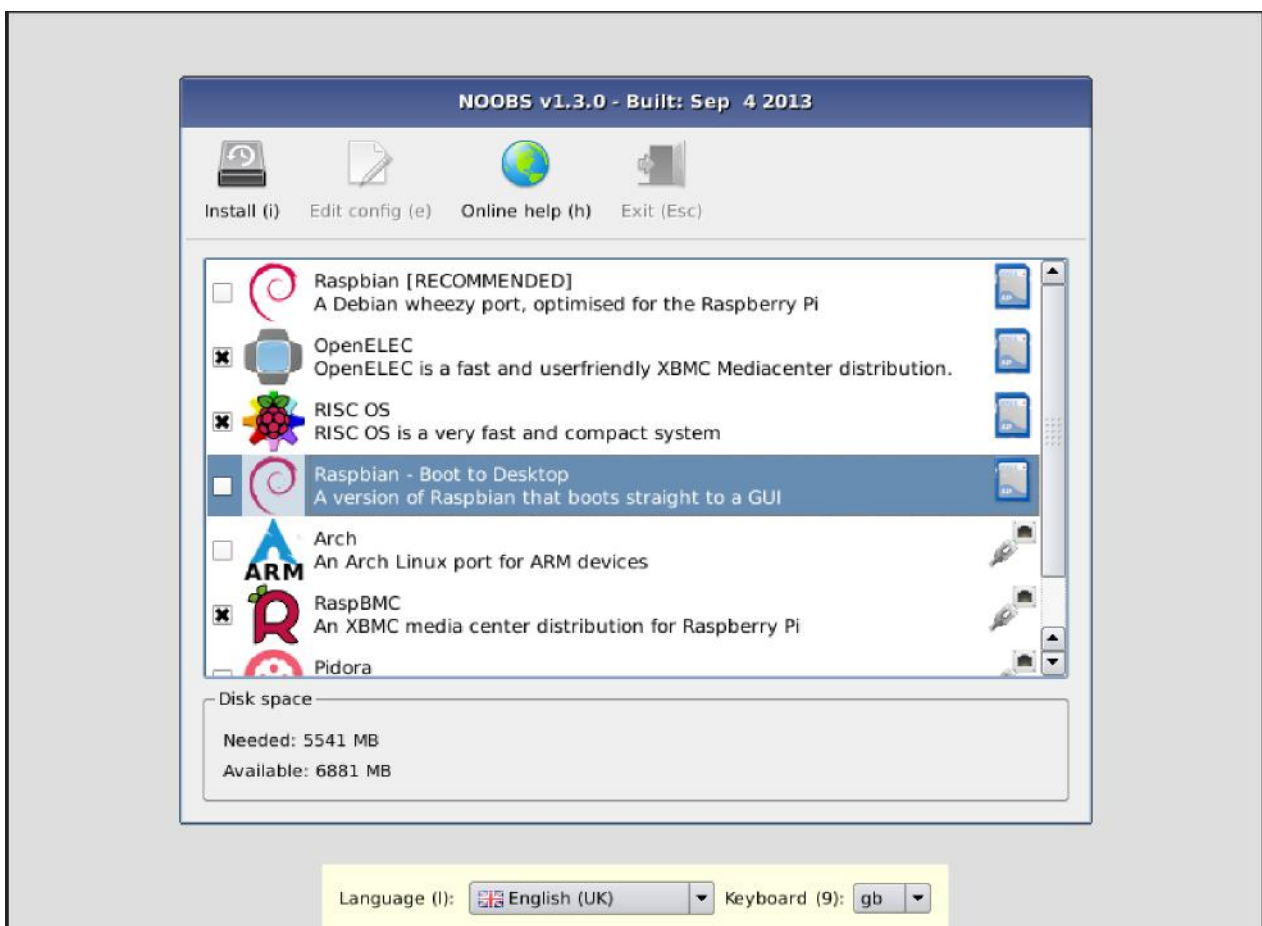 NOOBS v1.3.0 - Built: Sep  4 2013
Install (i) Edit config (e) Online help (h) Exit (Esc)
Raspbian [RECOMMENDED]
A Debian wheezy port, optimised for the Raspberry Pi
OpenELEC
OpenELEC is a fast and userfriendly XBMC Mediacenter distribution.
RISC OS
RISC OS is a very fast and compact system
Raspbian - Boot to Desktop
A version of Raspbian that boots straight to a GUI
Arch
ARM
An Arch Linux port for ARM devices
RaspBMC
An XBMC media center distribution for Raspberry Pi
Pidora
Disk space
Needed: 5541 MB
Available: 6881 MB
Language (l): English (UK) Keyboard (9): gb